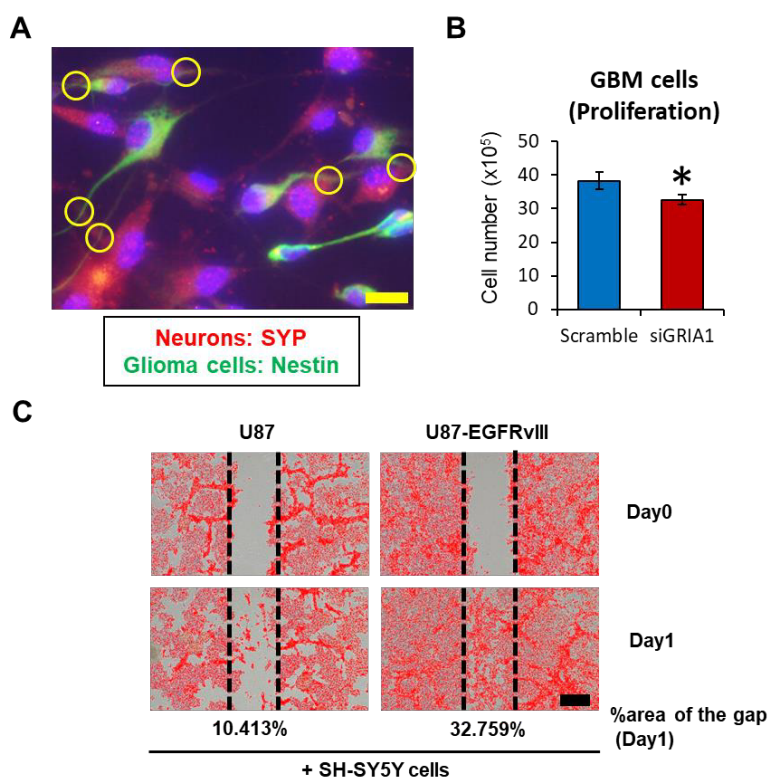 A
Neurons: SYP
Glioma cells: Nestin
B
GBM cells
(Proliferation)
Cell number (x10⁵)
50
40
30
20
10
0
*
Scramble siGRIA1
C
U87 U87-EGFRvIII
Day0
Day1
10.413% 32.759%
%area of the gap
(Day1)
+ SH-SY5Y cells